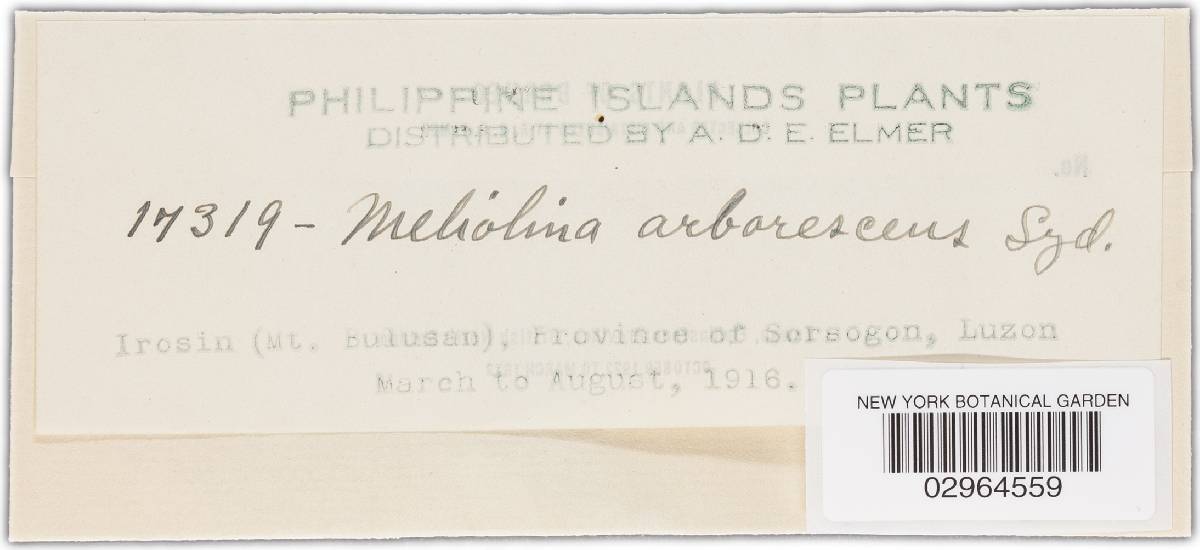 PHILIPPINE ISLANDS PLANTS
DISTRIBUTED BY A. D. E. ELMER
No.
17319 - Meliolina arborescens Syd.
Irosin (Mt. Bulusan), Province of Sorsogon, Luzon
March to August, 1916.
NEW YORK BOTANICAL GARDEN
02964559